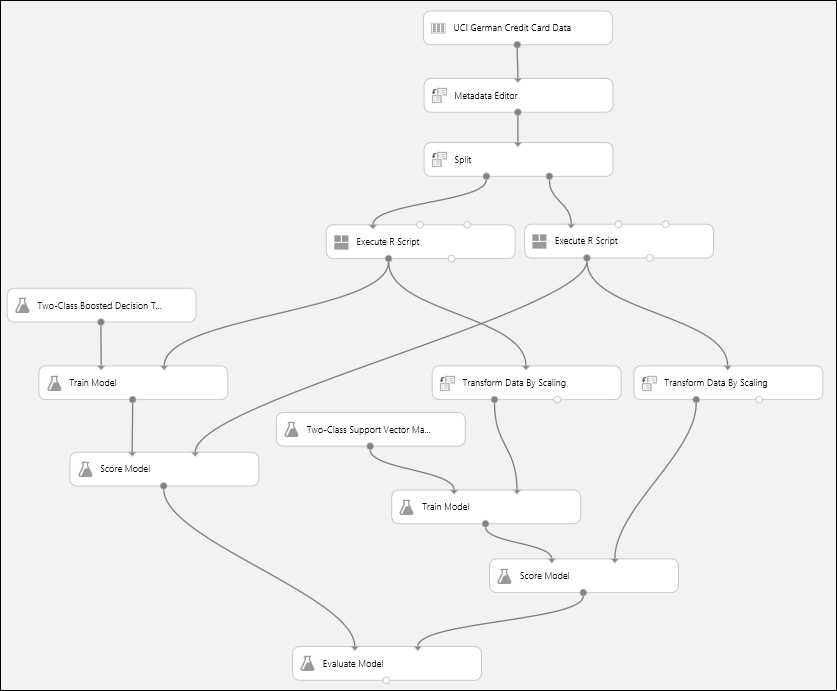 UCI German Credit Card Data
Metadata Editor
Split
Execute R Script
Execute R Script
Two-Class Boosted Decision T...
Train Model
Transform Data By Scaling
Transform Data By Scaling
Two-Class Support Vector Ma...
Score Model
Train Model
Score Model
Evaluate Model